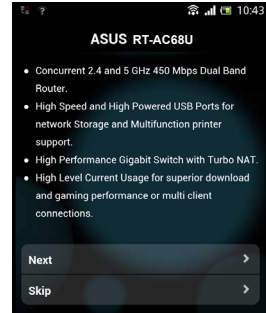 ? 10:43
ASUS RT-AC68U
• Concurrent 2.4 and 5 GHz 450 Mbps Dual Band
Router.
• High Speed and High Powered USB Ports for
network Storage and Multifunction printer
support.
• High Performance Gigabit Switch with Turbo NAT.
• High Level Current Usage for superior download
and gaming performance or multi client
connections.
Next
Skip